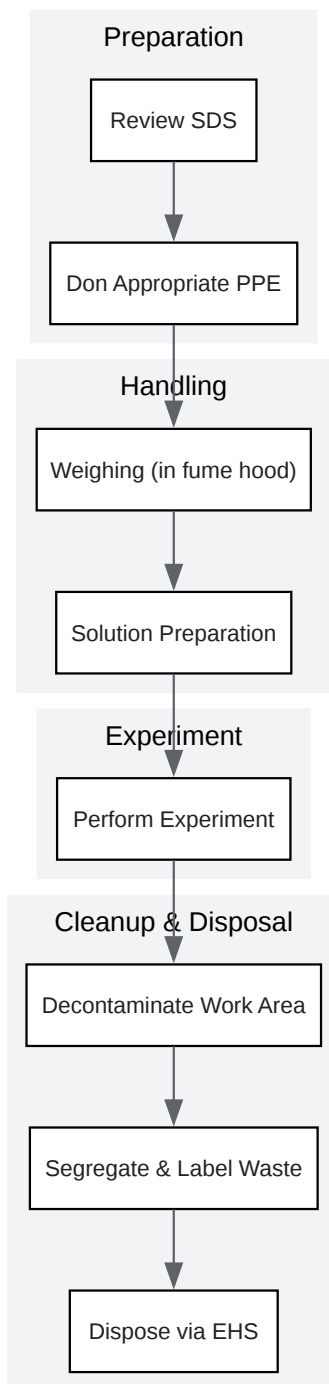 Preparation
Review SDS
Don Appropriate PPE
Handling
Weighing (in fume hood)
Solution Preparation
Experiment
Perform Experiment
Cleanup & Disposal
Decontaminate Work Area
Segregate & Label Waste
Dispose via EHS